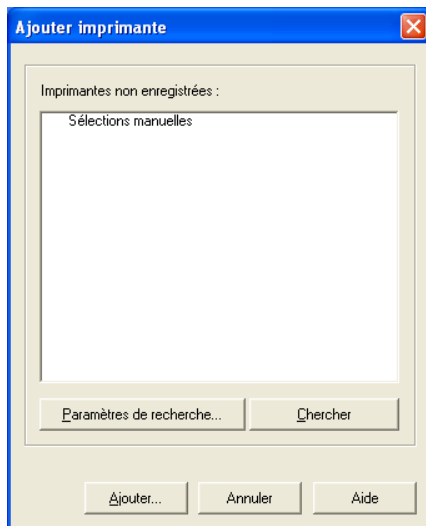 Ajouter imprimante
Imprimantes non enregistrées :
Sélections manuelles
Paramètres de recherche... Chercher
Ajouter... Annuler Aide